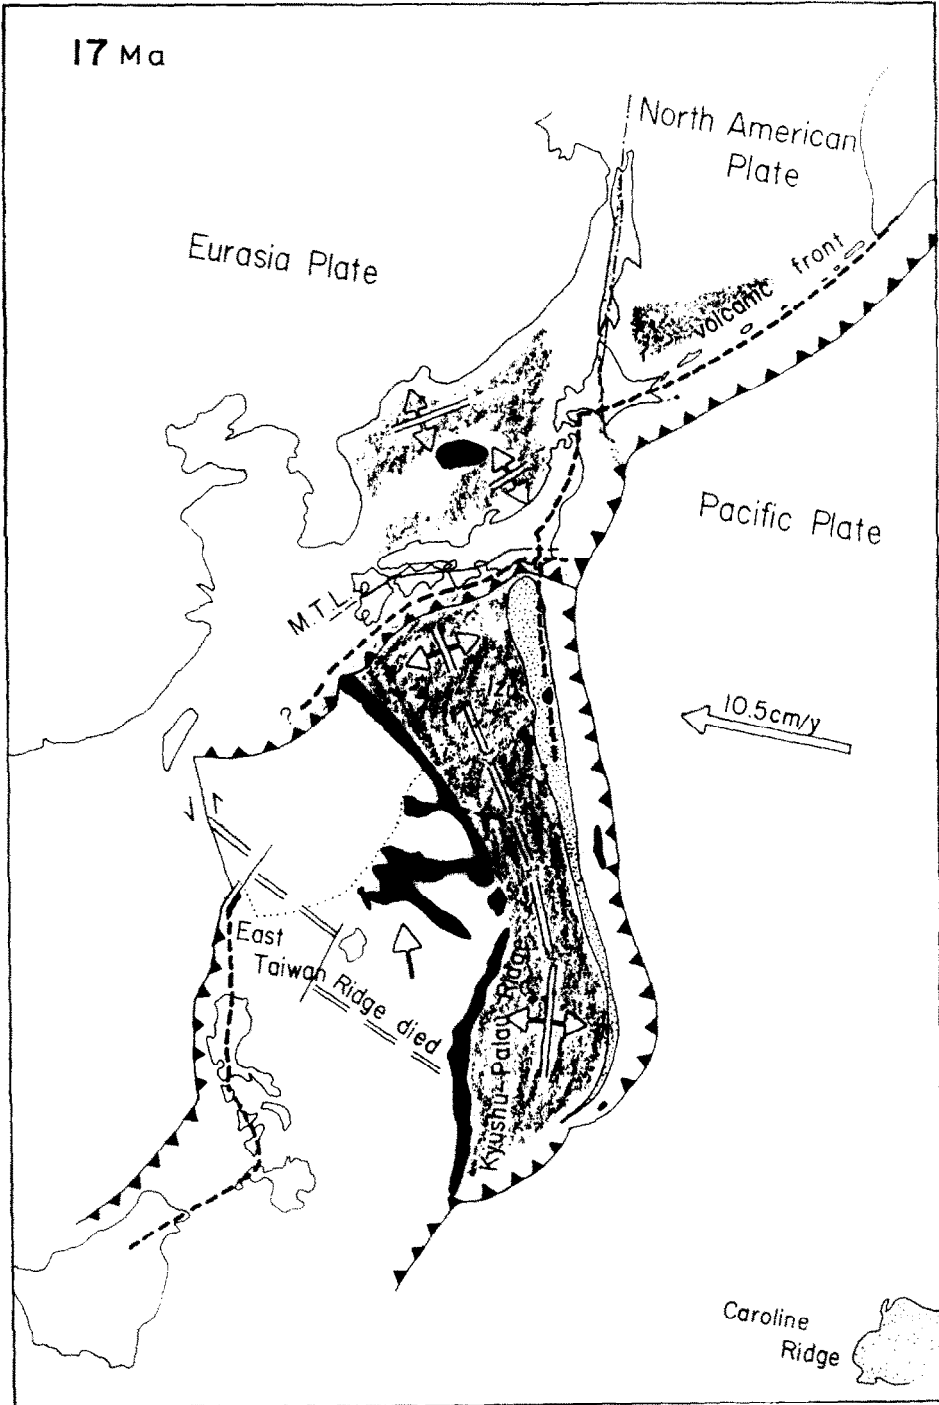 17 Ma
North American
Plate
Eurasia Plate
volcanic front
Pacific Plate
M.T.L.
?
10.5cm/y
East
Taiwan Ridge died
Kyushu-Palau Ridge
Caroline
Ridge